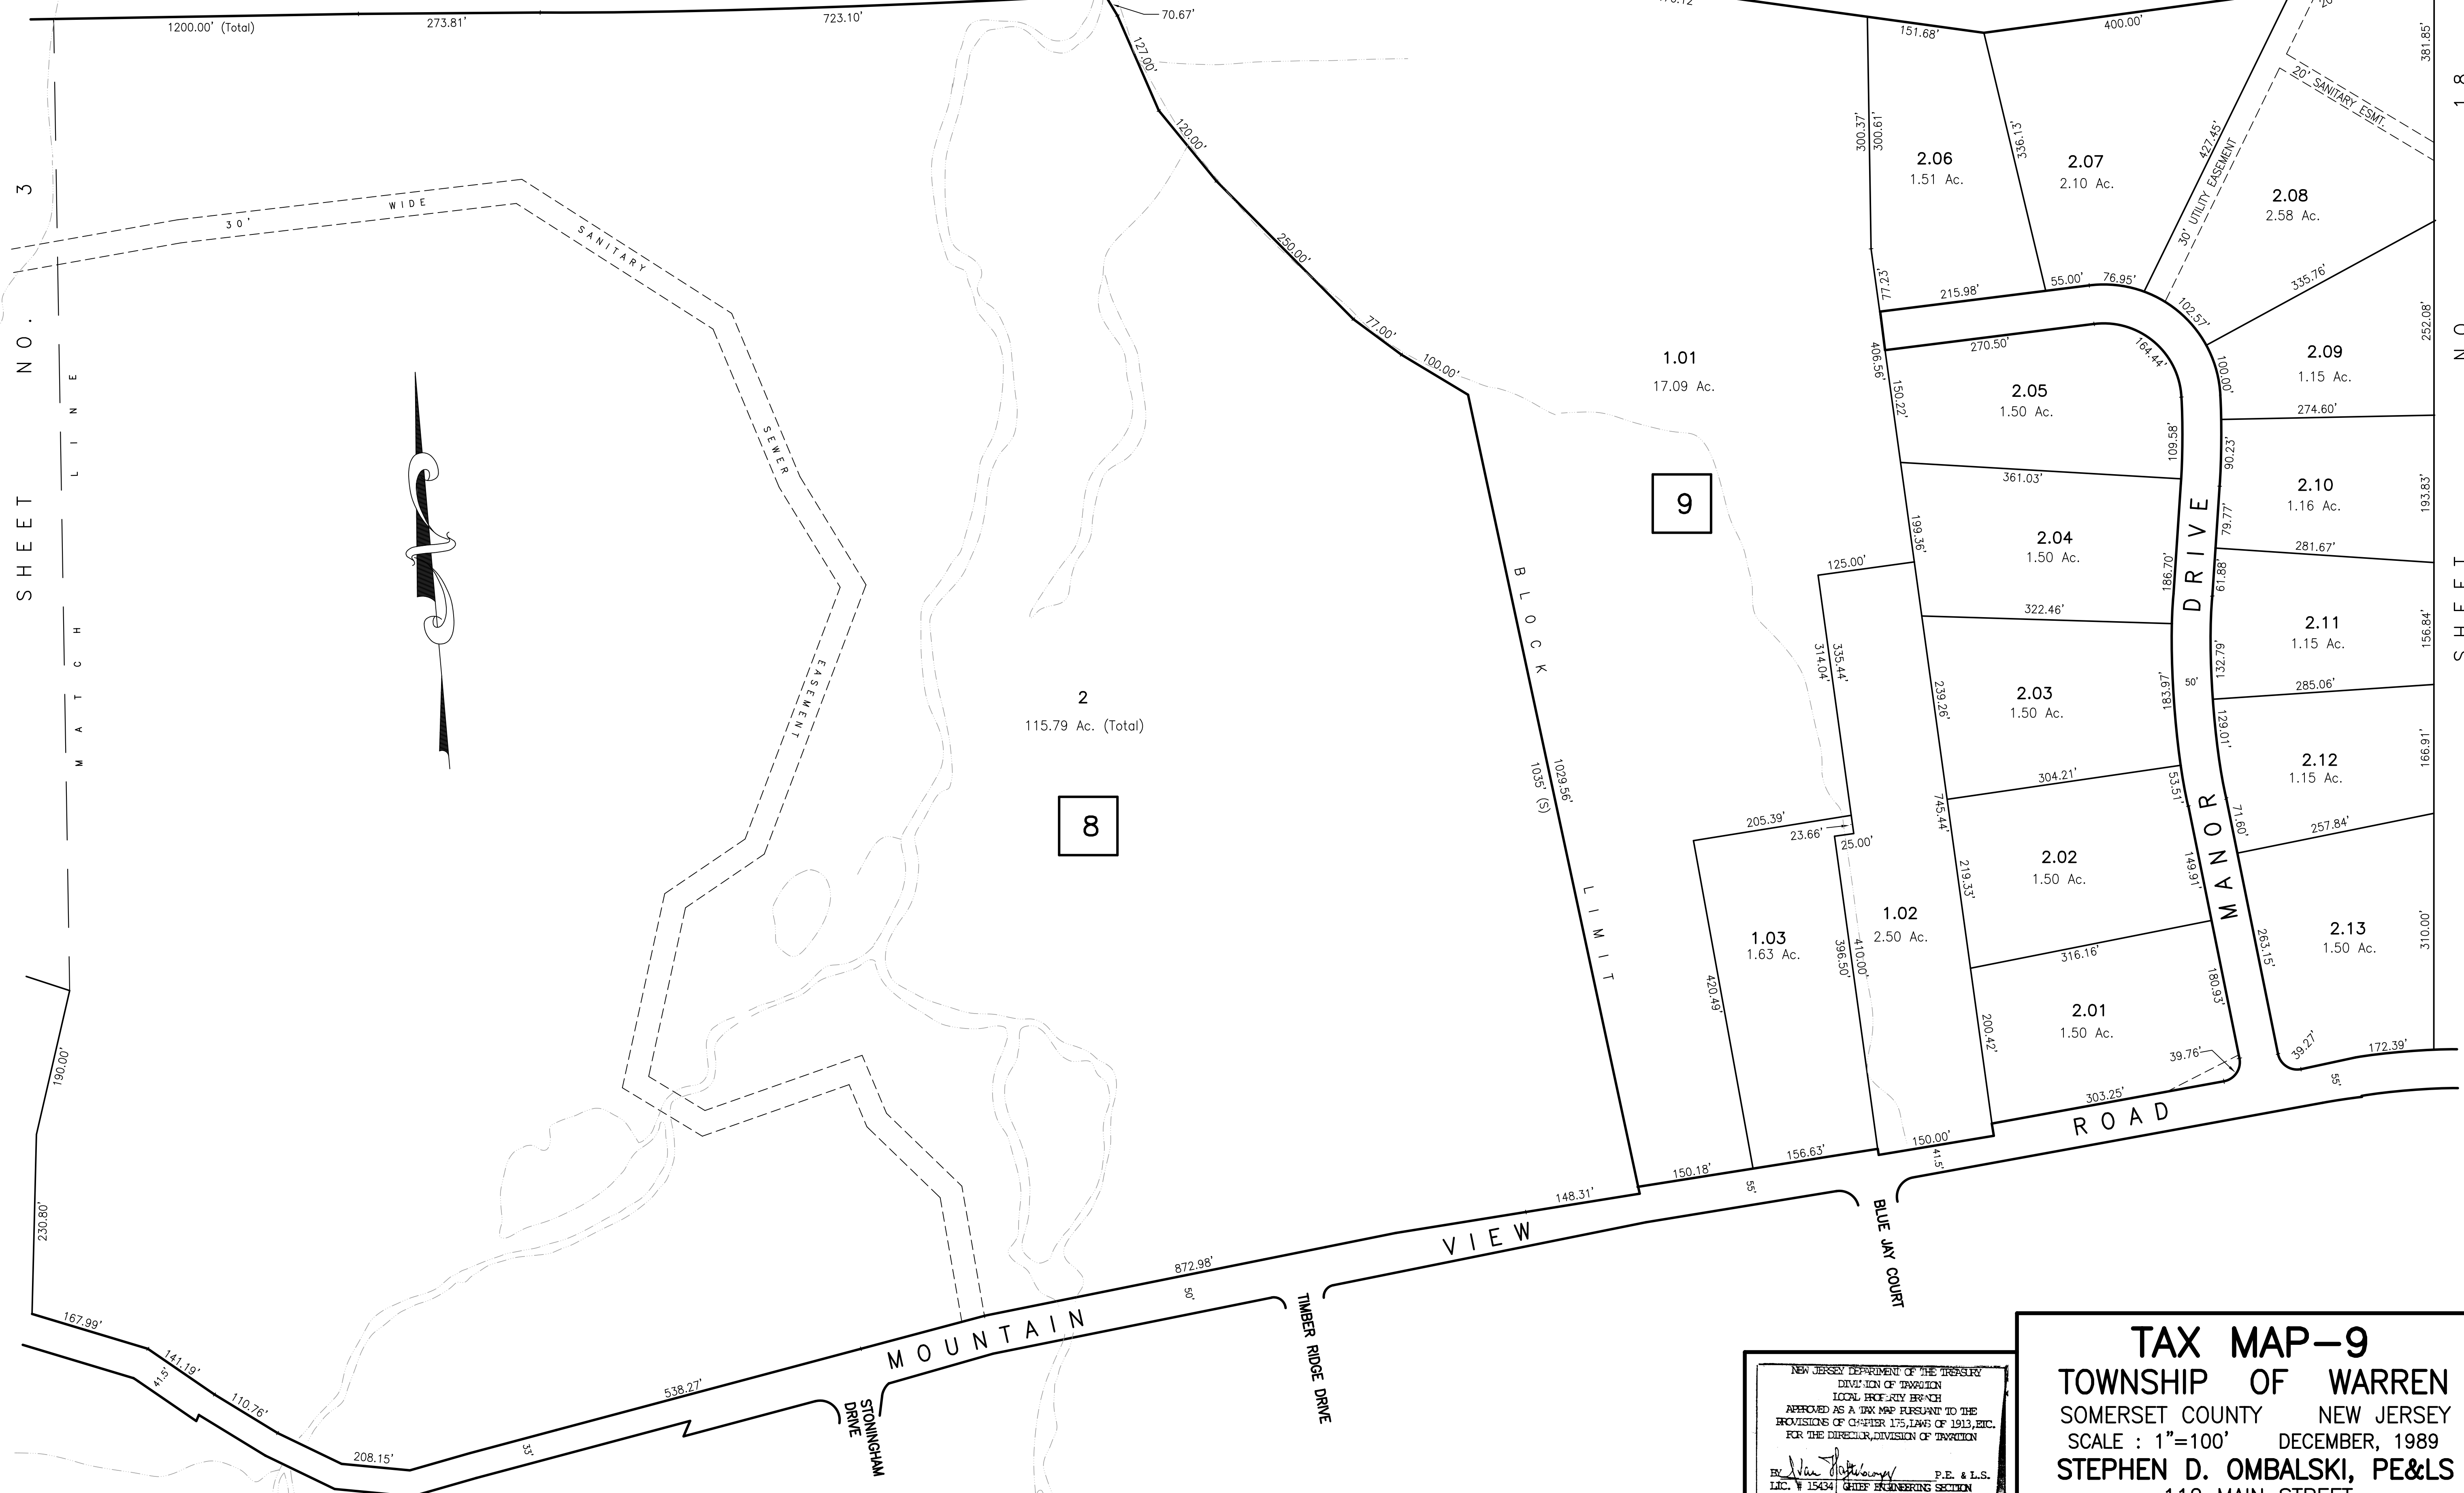 1200.00' (Total)
273.81'
723.10'
70.67'
127.00'
120.00'
250.00'
77.00'
100.00'
151.68'
400.00'
381.85'
SHEET NO. 3
MATCH LINE
30' WIDE SANITARY SEWER EASEMENT
2
115.79 Ac. (Total)
8
BLOCK LIMIT
1035' (S)
1029.56'
1.01
17.09 Ac.
9
300.37'
300.61'
2.06
1.51 Ac.
336.13'
2.07
2.10 Ac.
427.45'
30' UTILITY EASEMENT
20' SANITARY ESMT.
2.08
2.58 Ac.
77.23'
215.98'
55.00'
76.95'
102.57'
335.76'
252.08'
406.56'
150.22'
270.50'
164.44'
100.00'
2.05
1.50 Ac.
2.09
1.15 Ac.
274.60'
109.58'
90.23'
361.03'
2.10
1.16 Ac.
193.83'
199.36'
2.04
1.50 Ac.
186.70'
79.77'
281.67'
61.88'
125.00'
322.46'
2.11
1.15 Ac.
156.84'
335.44'
314.04'
132.79'
50'
285.06'
239.26'
2.03
1.50 Ac.
183.97'
129.01'
166.91'
2.12
1.15 Ac.
304.21'
53.51'
71.60'
257.84'
745.44'
205.39'
23.66'
25.00'
2.02
1.50 Ac.
149.91'
219.33'
MANOR DRIVE
1.03
1.63 Ac.
420.49'
396.50'
410.00'
1.02
2.50 Ac.
316.16'
2.13
1.50 Ac.
263.15'
310.00'
2.01
1.50 Ac.
180.93'
200.42'
39.76'
39.27'
172.39'
55'
303.25'
150.00'
41.5'
156.63'
150.18'
55'
148.31'
872.98'
50'
538.27'
33'
208.15'
110.76'
141.19'
41.5'
167.99'
230.80'
190.00'
MOUNTAIN VIEW ROAD
STONINGHAM
DRIVE
TIMBER RIDGE DRIVE
BLUE JAY COURT
NEW JERSEY DEPARTMENT OF THE TREASURY
DIVISION OF TAXATION
LOCAL PROPERTY BRANCH
APPROVED AS A TAX MAP PURSUANT TO THE
PROVISIONS OF CHAPTER 175, LAWS OF 1913, ETC.
FOR THE DIRECTOR, DIVISION OF TAXATION
BY P.E. & L.S.
LIC. # 15434 CHIEF ENGINEERING SECTION
TAX MAP-9
TOWNSHIP OF WARREN
SOMERSET COUNTY NEW JERSEY
SCALE : 1"=100' DECEMBER, 1989
STEPHEN D. OMBALSKI, PE&LS